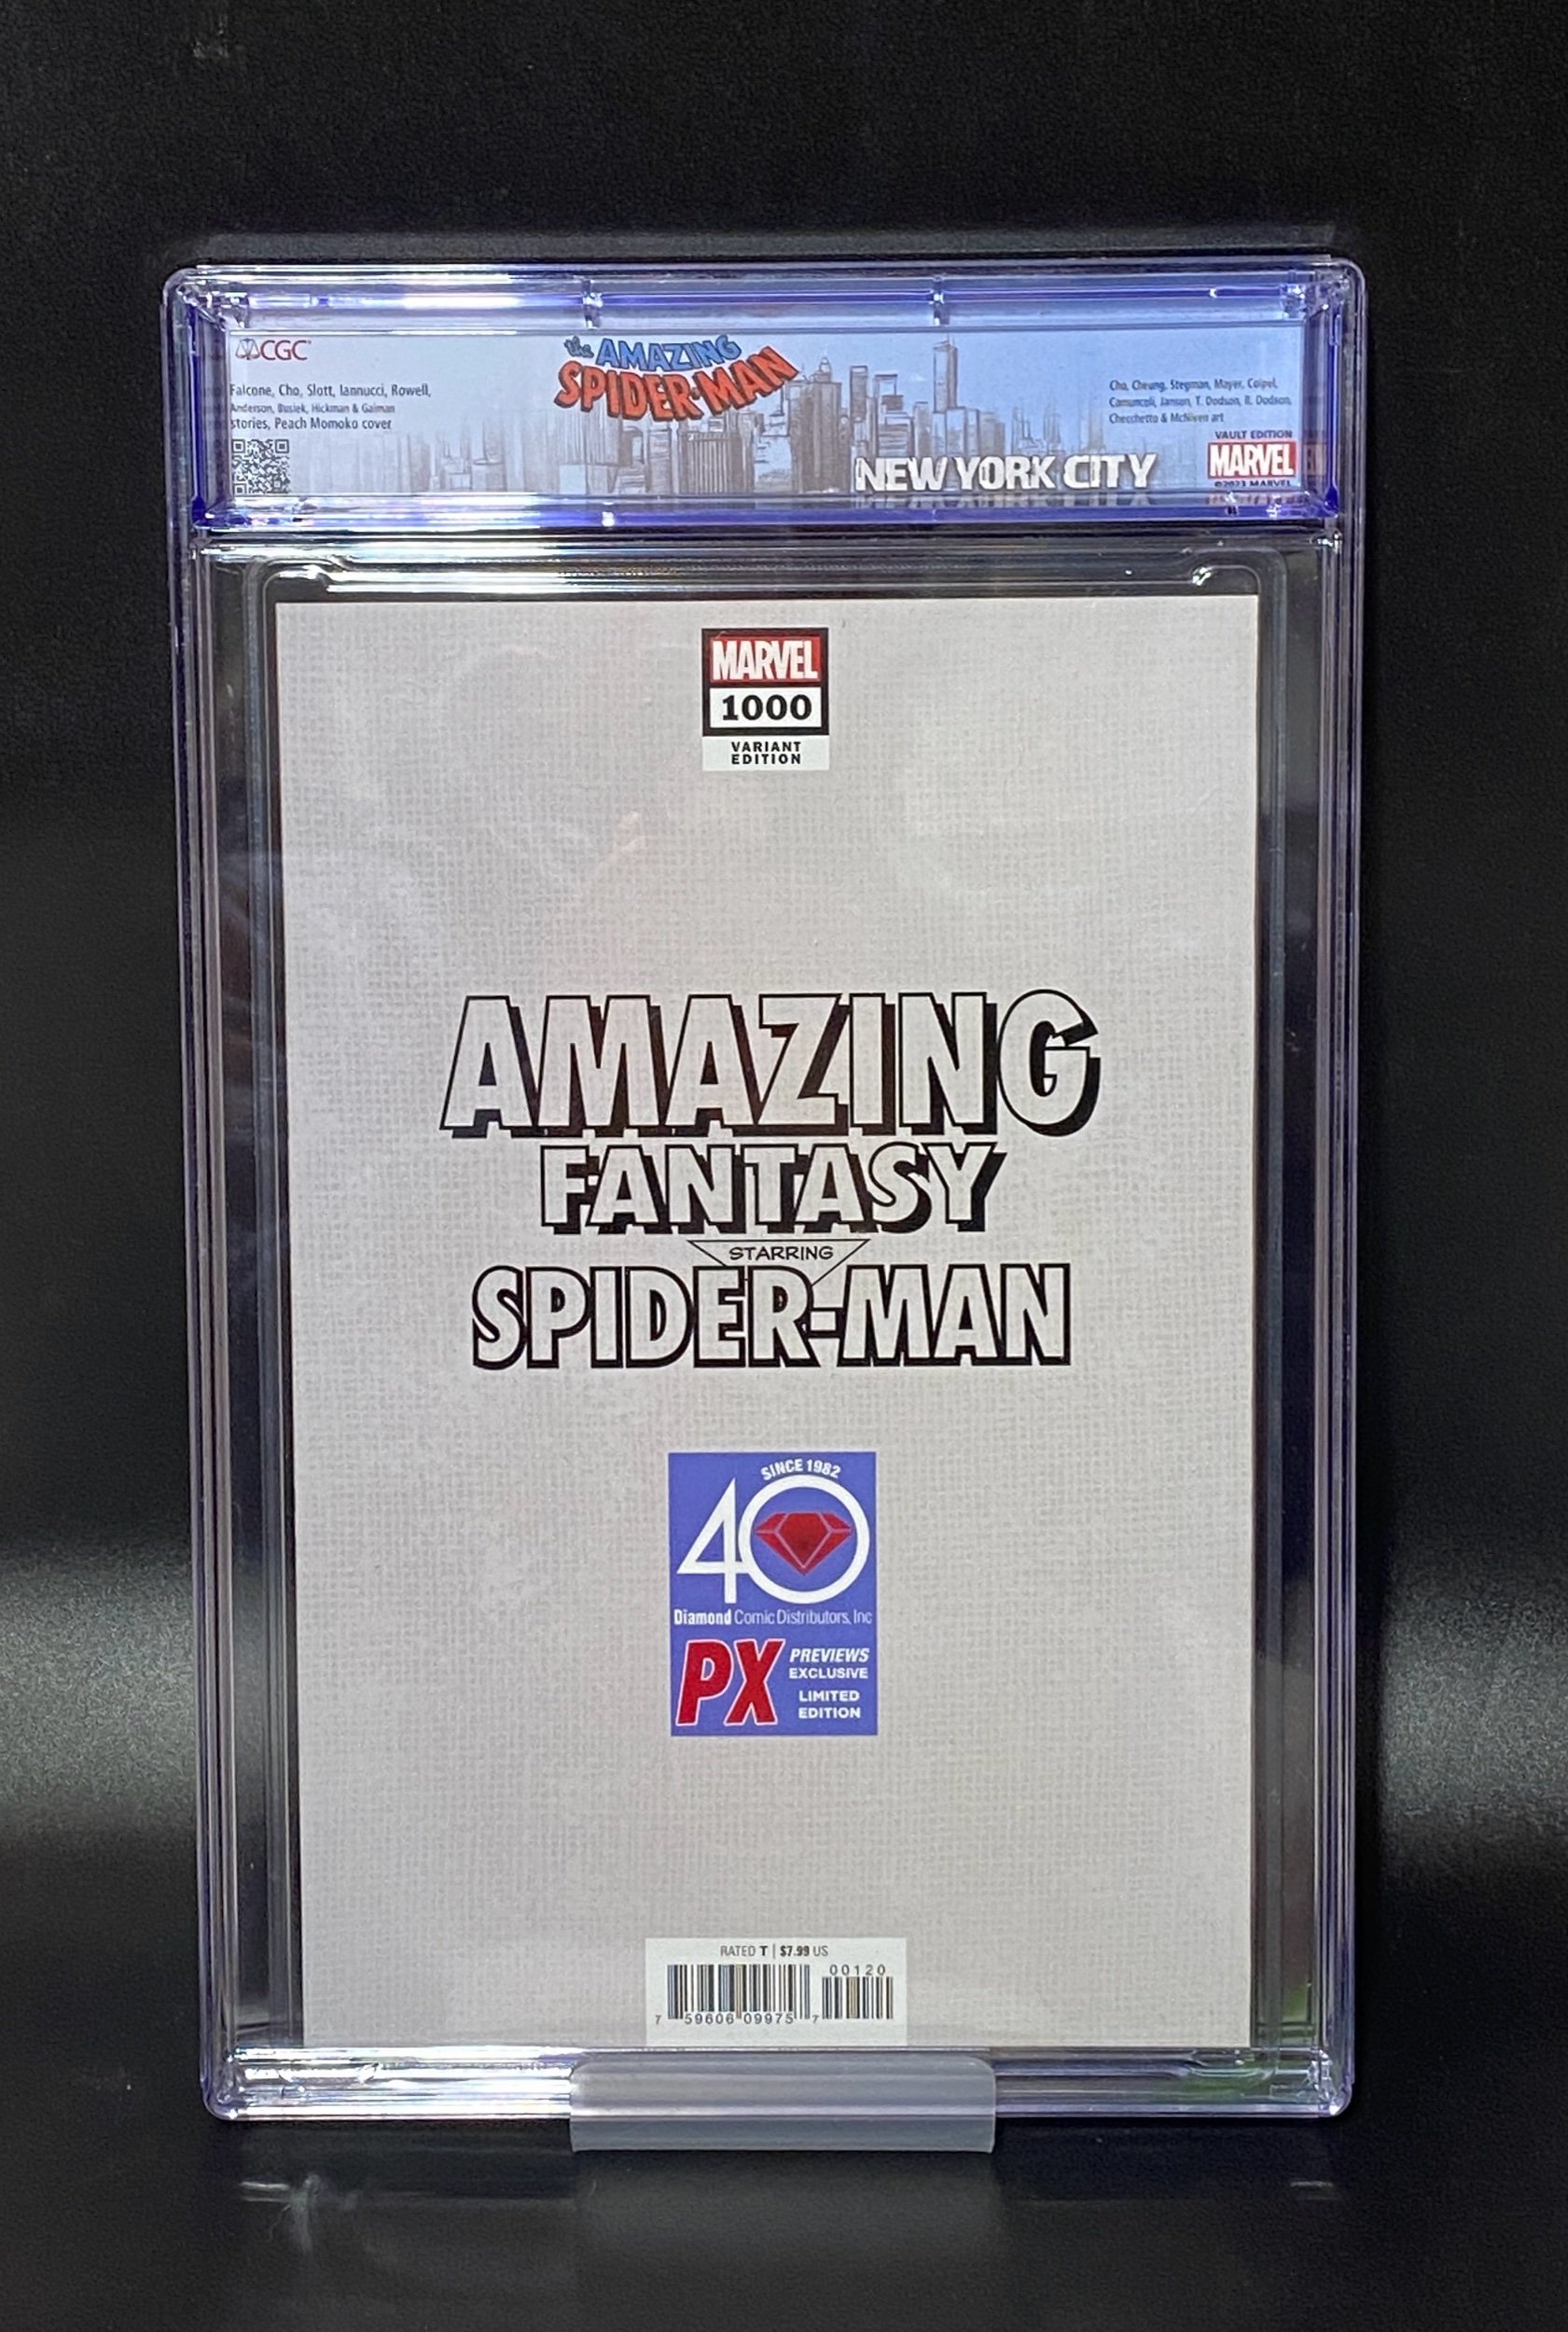 CGC
the AMAZING
SPIDER-MAN
Falcone, Cho, Slott, Iannucci, Rowell,
Anderson, Busiek, Hickman & Gaiman
stories, Peach Momoko cover
Cho, Cheung, Stegman, Mayer, Coipel,
Camuncoli, Janson, T. Dodson, R. Dodson,
Checchetto & McNiven art
NEW YORK CITY
VAULT EDITION
MARVEL
©2023 MARVEL
MARVEL
1000
VARIANT
EDITION
AMAZING
FANTASY
STARRING
SPIDER-MAN
SINCE 1982
40
Diamond Comic Distributors, Inc
PX PREVIEWS
EXCLUSIVE
LIMITED
EDITION
RATED T | $7.99 US
00120
7 59606 09975 7